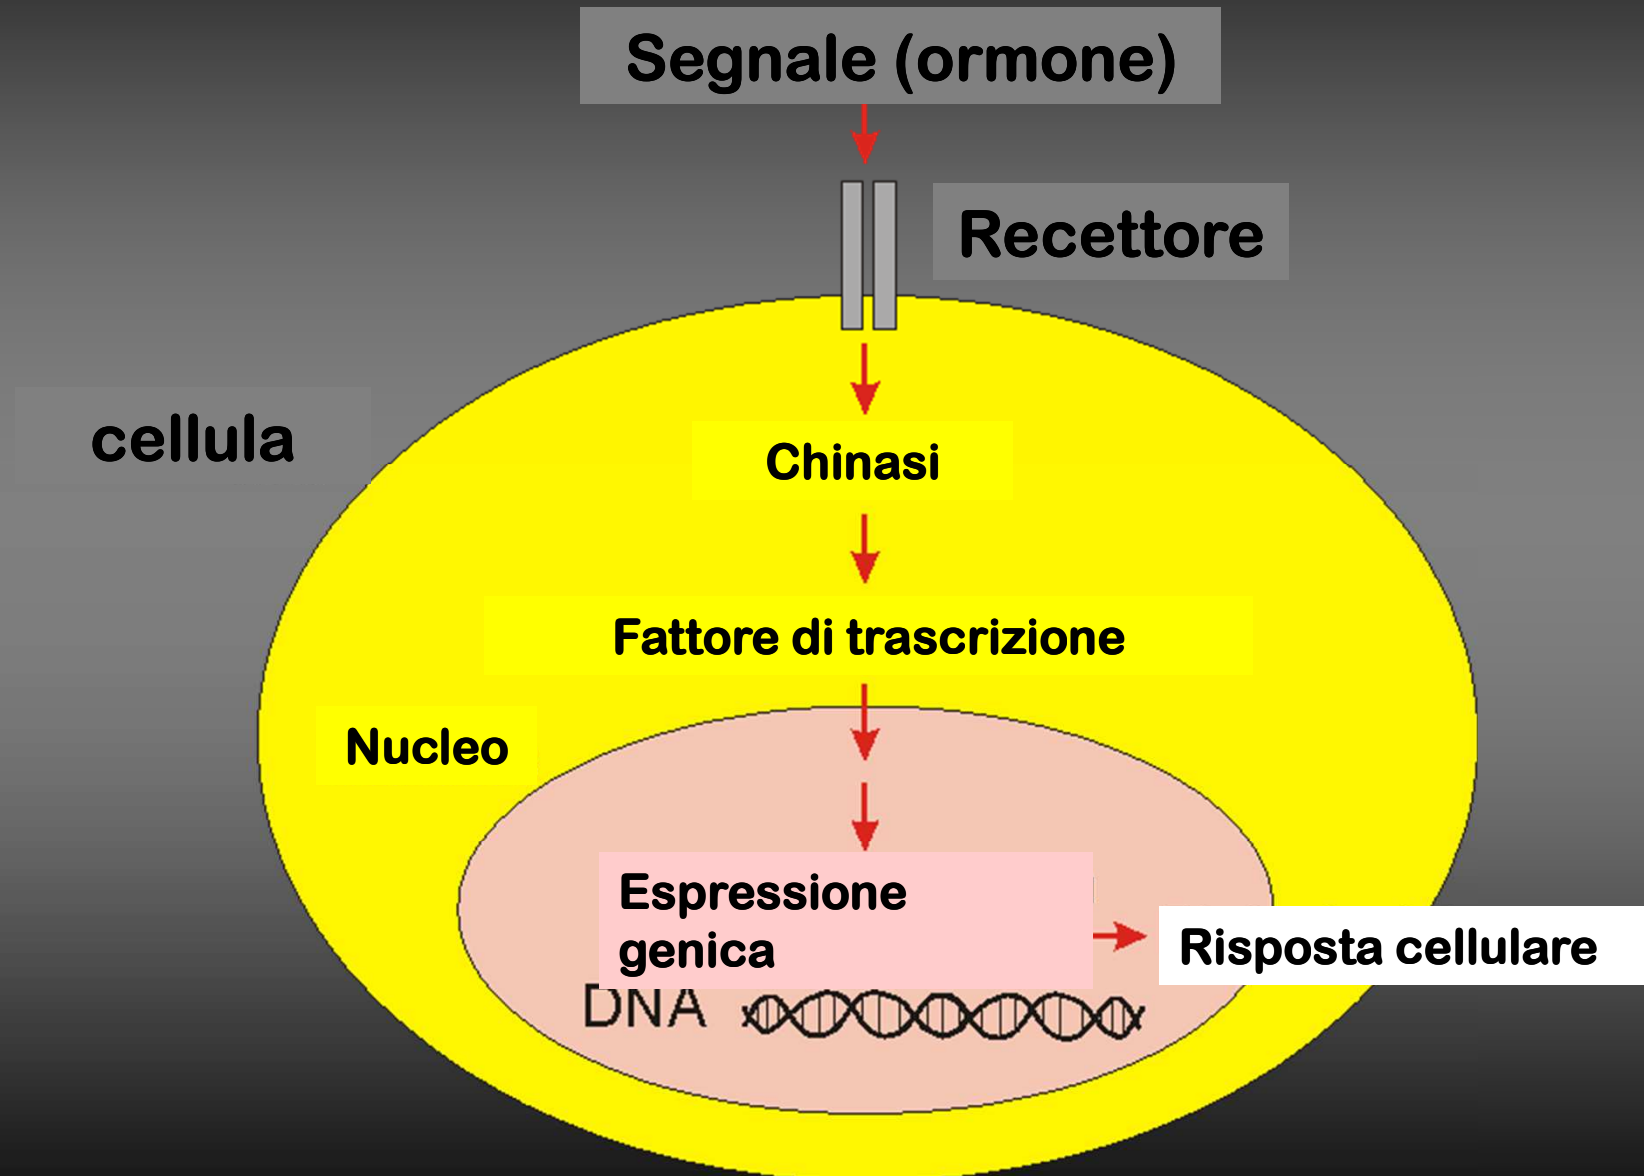 Segnale (ormone)
Recettore
cellula
Chinasi
Fattore di trascrizione
Nucleo
Espressione
genica
Risposta cellulare
DNA